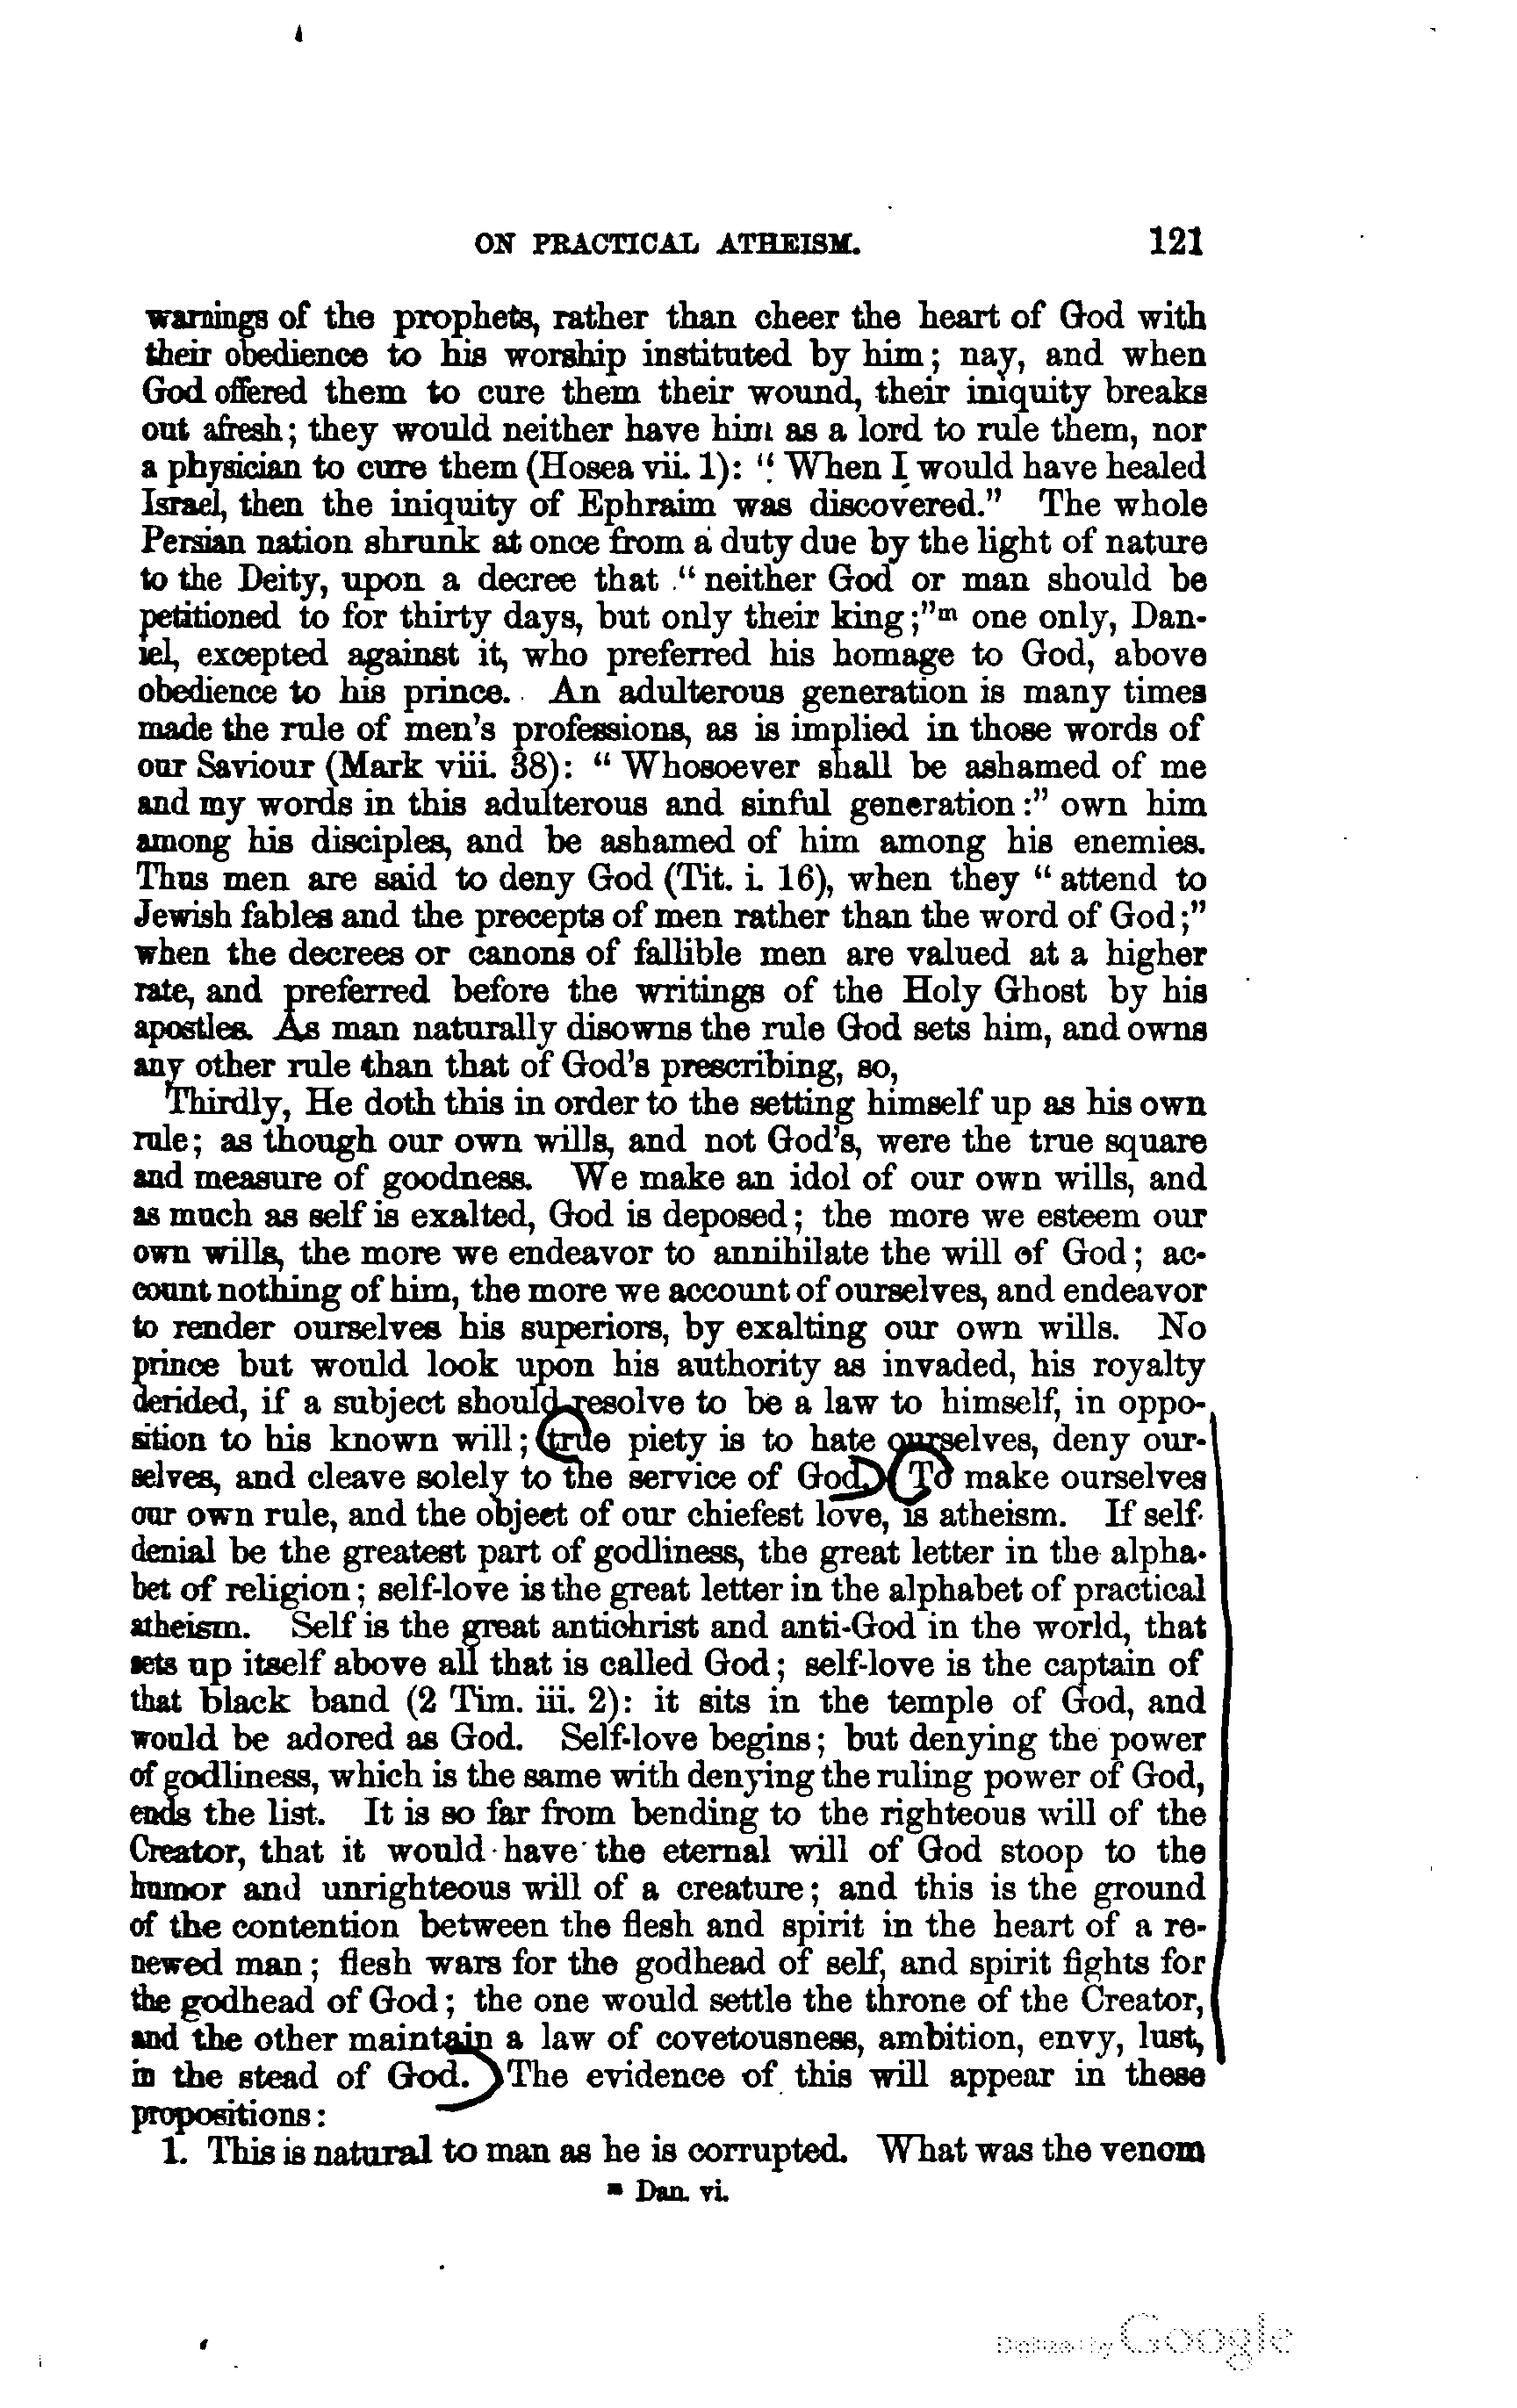 ON PRACTICAL ATHEISM. 121
warnings of the prophets, rather than cheer the heart of God with
their obedience to his worship instituted by him; nay, and when
God offered them to cure them their wound, their iniquity breaks
out afresh; they would neither have him as a lord to rule them, nor
a physician to cure them (Hosea vii. 1): "When I would have healed
Israel, then the iniquity of Ephraim was discovered." The whole
Persian nation shrunk at once from a duty due by the light of nature
to the Deity, upon a decree that "neither God or man should be
petitioned to for thirty days, but only their king;"m one only, Dan-
iel, excepted against it, who preferred his homage to God, above
obedience to his prince. An adulterous generation is many times
made the rule of men's professions, as is implied in those words of
our Saviour (Mark viii. 38): "Whosoever shall be ashamed of me
and my words in this adulterous and sinful generation:" own him
among his disciples, and be ashamed of him among his enemies.
Thus men are said to deny God (Tit. i. 16), when they "attend to
Jewish fables and the precepts of men rather than the word of God;"
when the decrees or canons of fallible men are valued at a higher
rate, and preferred before the writings of the Holy Ghost by his
apostles. As man naturally disowns the rule God sets him, and owns
any other rule than that of God's prescribing, so,
Thirdly, He doth this in order to the setting himself up as his own
rule; as though our own wills, and not God's, were the true square
and measure of goodness. We make an idol of our own wills, and
as much as self is exalted, God is deposed; the more we esteem our
own wills, the more we endeavor to annihilate the will of God; ac-
count nothing of him, the more we account of ourselves, and endeavor
to render ourselves his superiors, by exalting our own wills. No
prince but would look upon his authority as invaded, his royalty
derided, if a subject should resolve to be a law to himself, in oppo-
sition to his known will; true piety is to hate ourselves, deny our-
selves, and cleave solely to the service of God. To make ourselves
our own rule, and the object of our chiefest love, is atheism. If self-
denial be the greatest part of godliness, the great letter in the alpha-
bet of religion; self-love is the great letter in the alphabet of practical
atheism. Self is the great antichrist and anti-God in the world, that
sets up itself above all that is called God; self-love is the captain of
that black band (2 Tim. iii. 2): it sits in the temple of God, and
would be adored as God. Self-love begins; but denying the power
of godliness, which is the same with denying the ruling power of God,
ends the list. It is so far from bending to the righteous will of the
Creator, that it would have the eternal will of God stoop to the
humor and unrighteous will of a creature; and this is the ground
of the contention between the flesh and spirit in the heart of a re-
newed man; flesh wars for the godhead of self, and spirit fights for
the godhead of God; the one would settle the throne of the Creator,
and the other maintain a law of covetousness, ambition, envy, lust,
in the stead of God. The evidence of this will appear in these
propositions:
1. This is natural to man as he is corrupted. What was the venom
m Dan. vi.
Digitized by Google